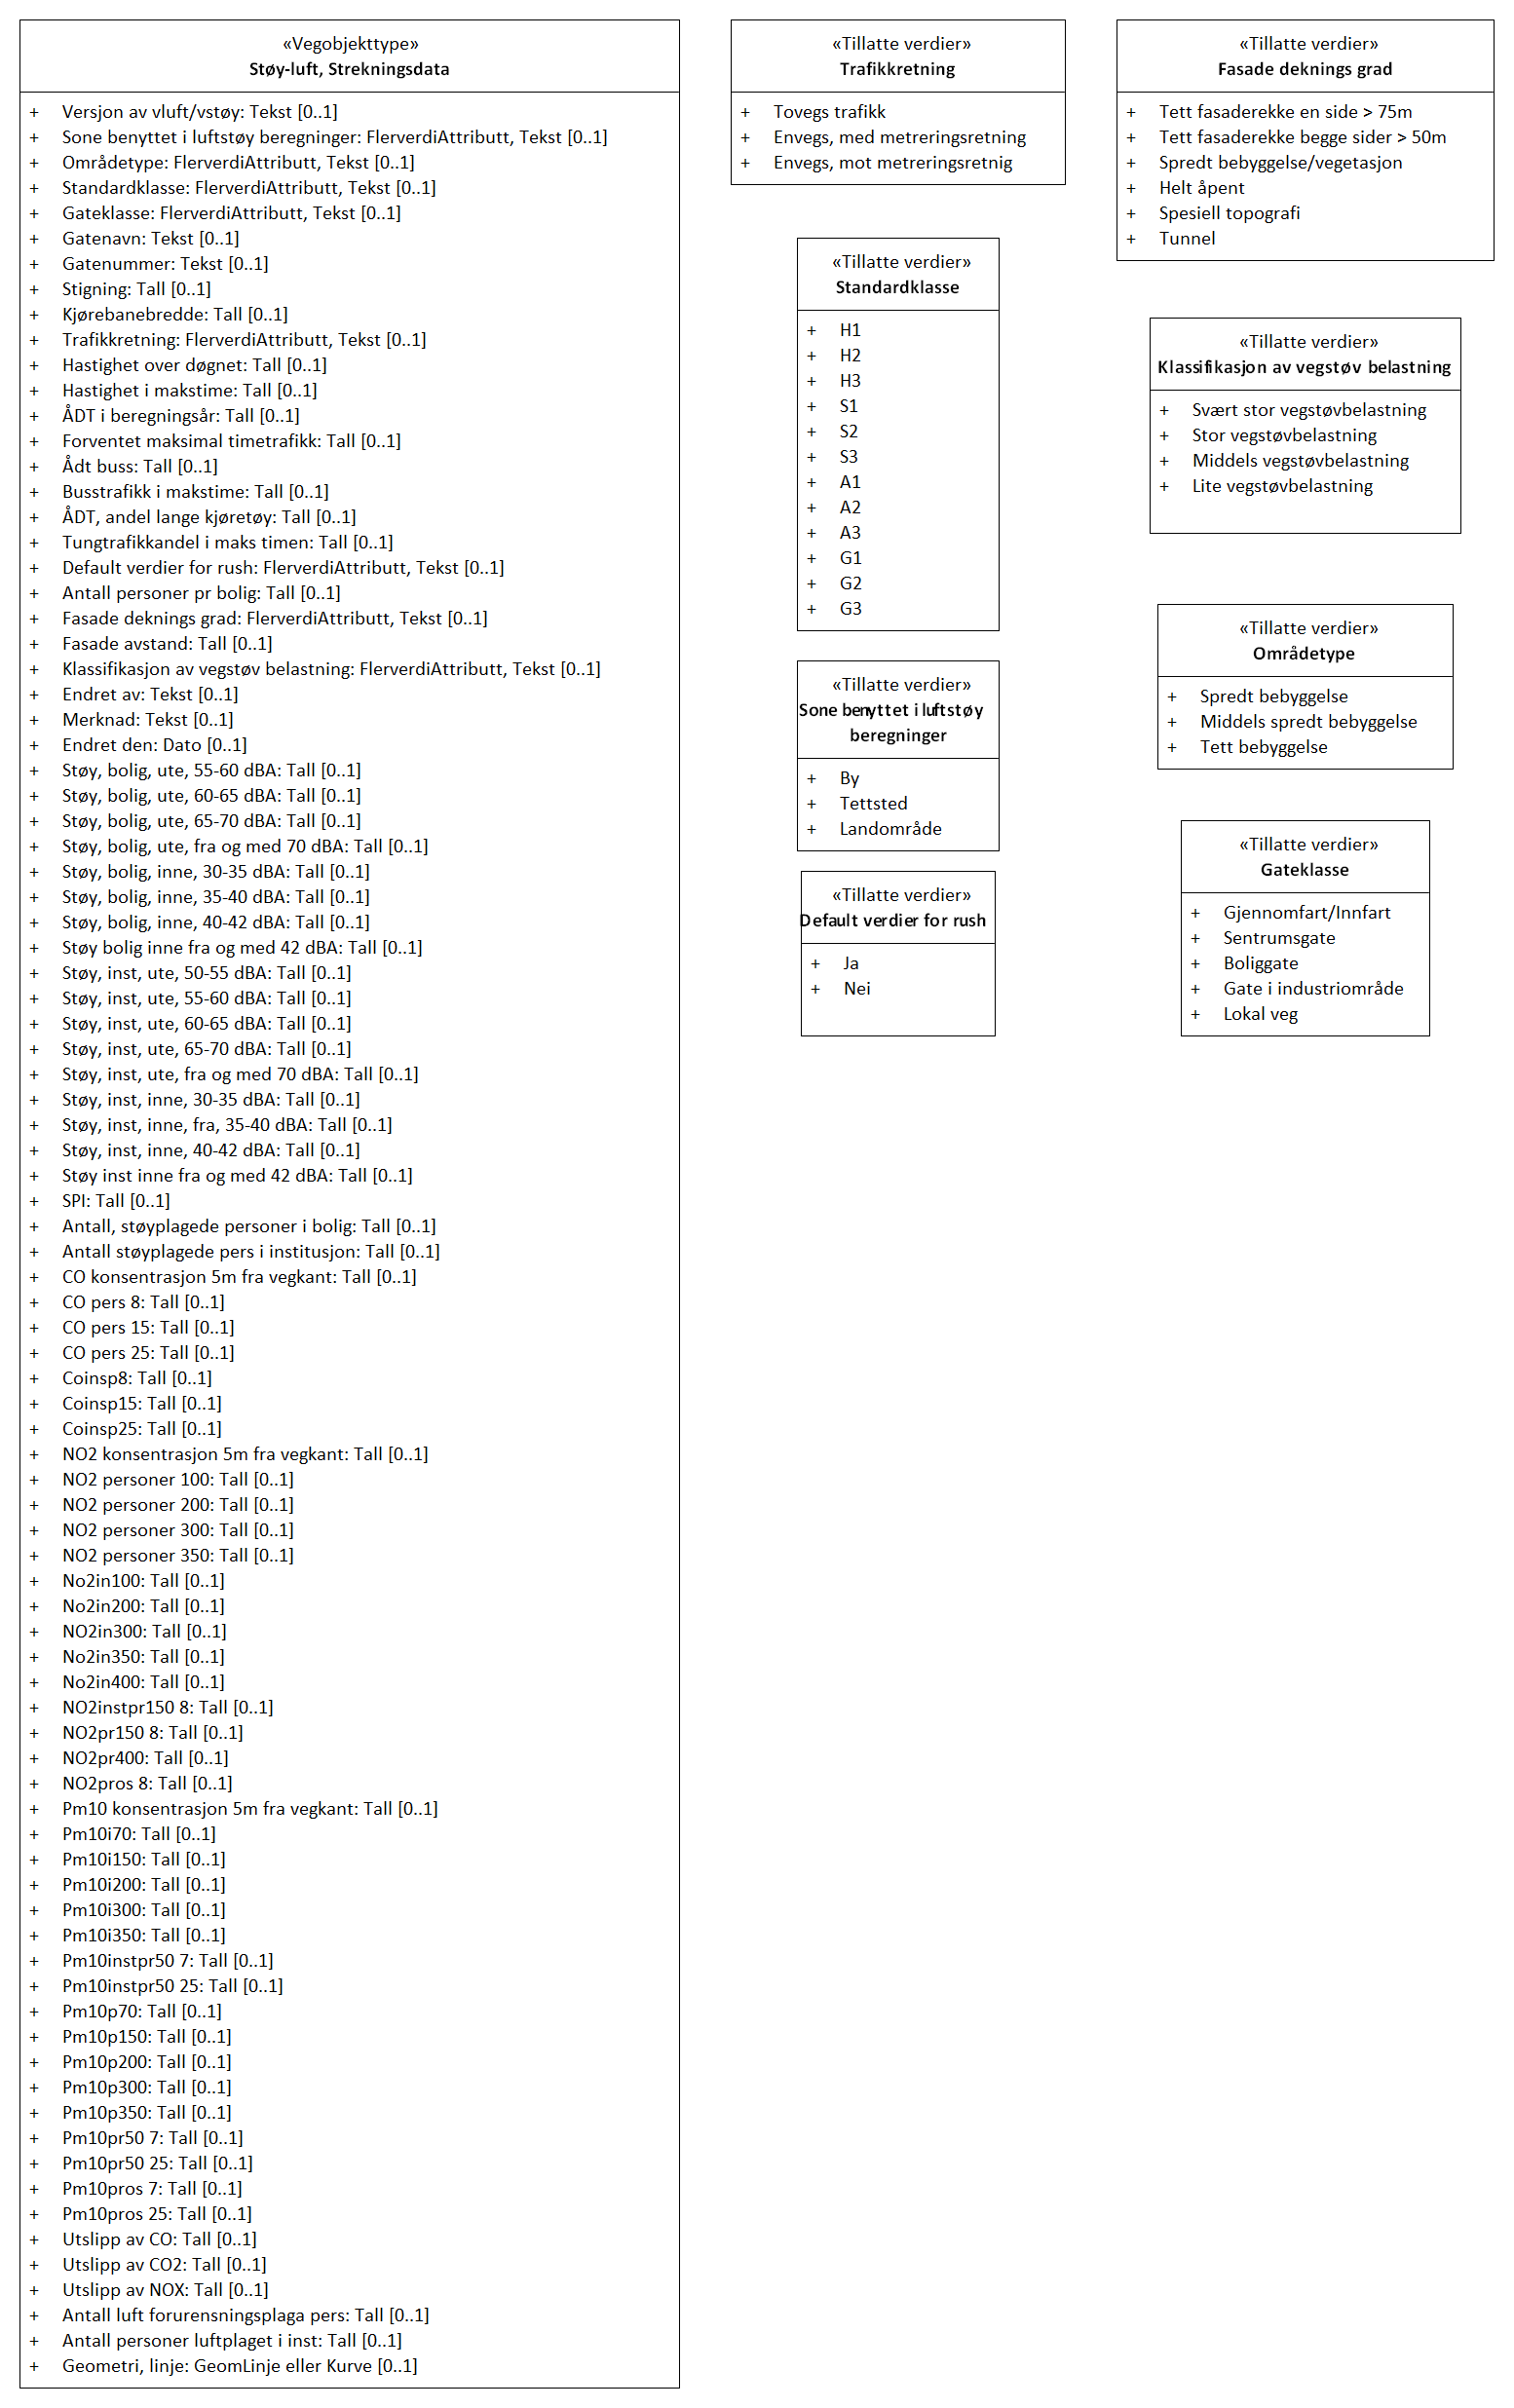 «Vegobjekttype»
Støy-luft, Strekningsdata
+ Versjon av vluft/vstøy: Tekst [0..1]
+ Sone benyttet i luftstøy beregninger: FlerverdiAttributt, Tekst [0..1]
+ Områdetype: FlerverdiAttributt, Tekst [0..1]
+ Standardklasse: FlerverdiAttributt, Tekst [0..1]
+ Gateklasse: FlerverdiAttributt, Tekst [0..1]
+ Gatenavn: Tekst [0..1]
+ Gatenummer: Tekst [0..1]
+ Stigning: Tall [0..1]
+ Kjørebanebredde: Tall [0..1]
+ Trafikkretning: FlerverdiAttributt, Tekst [0..1]
+ Hastighet over døgnet: Tall [0..1]
+ Hastighet i makstime: Tall [0..1]
+ ÅDT i beregningsår: Tall [0..1]
+ Forventet maksimal timetrafikk: Tall [0..1]
+ Ådt buss: Tall [0..1]
+ Busstrafikk i makstime: Tall [0..1]
+ ÅDT, andel lange kjøretøy: Tall [0..1]
+ Tungtrafikkandel i maks timen: Tall [0..1]
+ Default verdier for rush: FlerverdiAttributt, Tekst [0..1]
+ Antall personer pr bolig: Tall [0..1]
+ Fasade deknings grad: FlerverdiAttributt, Tekst [0..1]
+ Fasade avstand: Tall [0..1]
+ Klassifikasjon av vegstøv belastning: FlerverdiAttributt, Tekst [0..1]
+ Endret av: Tekst [0..1]
+ Merknad: Tekst [0..1]
+ Endret den: Dato [0..1]
+ Støy, bolig, ute, 55-60 dBA: Tall [0..1]
+ Støy, bolig, ute, 60-65 dBA: Tall [0..1]
+ Støy, bolig, ute, 65-70 dBA: Tall [0..1]
+ Støy, bolig, ute, fra og med 70 dBA: Tall [0..1]
+ Støy, bolig, inne, 30-35 dBA: Tall [0..1]
+ Støy, bolig, inne, 35-40 dBA: Tall [0..1]
+ Støy, bolig, inne, 40-42 dBA: Tall [0..1]
+ Støy bolig inne fra og med 42 dBA: Tall [0..1]
+ Støy, inst, ute, 50-55 dBA: Tall [0..1]
+ Støy, inst, ute, 55-60 dBA: Tall [0..1]
+ Støy, inst, ute, 60-65 dBA: Tall [0..1]
+ Støy, inst, ute, 65-70 dBA: Tall [0..1]
+ Støy, inst, ute, fra og med 70 dBA: Tall [0..1]
+ Støy, inst, inne, 30-35 dBA: Tall [0..1]
+ Støy, inst, inne, fra, 35-40 dBA: Tall [0..1]
+ Støy, inst, inne, 40-42 dBA: Tall [0..1]
+ Støy inst inne fra og med 42 dBA: Tall [0..1]
+ SPI: Tall [0..1]
+ Antall, støyplagede personer i bolig: Tall [0..1]
+ Antall støyplagede pers i institusjon: Tall [0..1]
+ CO konsentrasjon 5m fra vegkant: Tall [0..1]
+ CO pers 8: Tall [0..1]
+ CO pers 15: Tall [0..1]
+ CO pers 25: Tall [0..1]
+ Coinsp8: Tall [0..1]
+ Coinsp15: Tall [0..1]
+ Coinsp25: Tall [0..1]
+ NO2 konsentrasjon 5m fra vegkant: Tall [0..1]
+ NO2 personer 100: Tall [0..1]
+ NO2 personer 200: Tall [0..1]
+ NO2 personer 300: Tall [0..1]
+ NO2 personer 350: Tall [0..1]
+ No2in100: Tall [0..1]
+ No2in200: Tall [0..1]
+ NO2in300: Tall [0..1]
+ No2in350: Tall [0..1]
+ No2in400: Tall [0..1]
+ NO2instpr150 8: Tall [0..1]
+ NO2pr150 8: Tall [0..1]
+ NO2pr400: Tall [0..1]
+ NO2pros 8: Tall [0..1]
+ Pm10 konsentrasjon 5m fra vegkant: Tall [0..1]
+ Pm10i70: Tall [0..1]
+ Pm10i150: Tall [0..1]
+ Pm10i200: Tall [0..1]
+ Pm10i300: Tall [0..1]
+ Pm10i350: Tall [0..1]
+ Pm10instpr50 7: Tall [0..1]
+ Pm10instpr50 25: Tall [0..1]
+ Pm10p70: Tall [0..1]
+ Pm10p150: Tall [0..1]
+ Pm10p200: Tall [0..1]
+ Pm10p300: Tall [0..1]
+ Pm10p350: Tall [0..1]
+ Pm10pr50 7: Tall [0..1]
+ Pm10pr50 25: Tall [0..1]
+ Pm10pros 7: Tall [0..1]
+ Pm10pros 25: Tall [0..1]
+ Utslipp av CO: Tall [0..1]
+ Utslipp av CO2: Tall [0..1]
+ Utslipp av NOX: Tall [0..1]
+ Antall luft forurensningsplaga pers: Tall [0..1]
+ Antall personer luftplaget i inst: Tall [0..1]
+ Geometri, linje: GeomLinje eller Kurve [0..1]
«Tillatte verdier»
Trafikkretning
+ Tovegs trafikk
+ Envegs, med metreringsretning
+ Envegs, mot metreringsretnig
«Tillatte verdier»
Standardklasse
+ H1
+ H2
+ H3
+ S1
+ S2
+ S3
+ A1
+ A2
+ A3
+ G1
+ G2
+ G3
«Tillatte verdier»
Sone benyttet i luftstøy
beregninger
+ By
+ Tettsted
+ Landområde
«Tillatte verdier»
Default verdier for rush
+ Ja
+ Nei
«Tillatte verdier»
Fasade deknings grad
+ Tett fasaderekke en side > 75m
+ Tett fasaderekke begge sider > 50m
+ Spredt bebyggelse/vegetasjon
+ Helt åpent
+ Spesiell topografi
+ Tunnel
«Tillatte verdier»
Klassifikasjon av vegstøv belastning
+ Svært stor vegstøvbelastning
+ Stor vegstøvbelastning
+ Middels vegstøvbelastning
+ Lite vegstøvbelastning
«Tillatte verdier»
Områdetype
+ Spredt bebyggelse
+ Middels spredt bebyggelse
+ Tett bebyggelse
«Tillatte verdier»
Gateklasse
+ Gjennomfart/Innfart
+ Sentrumsgate
+ Boliggate
+ Gate i industriområde
+ Lokal veg